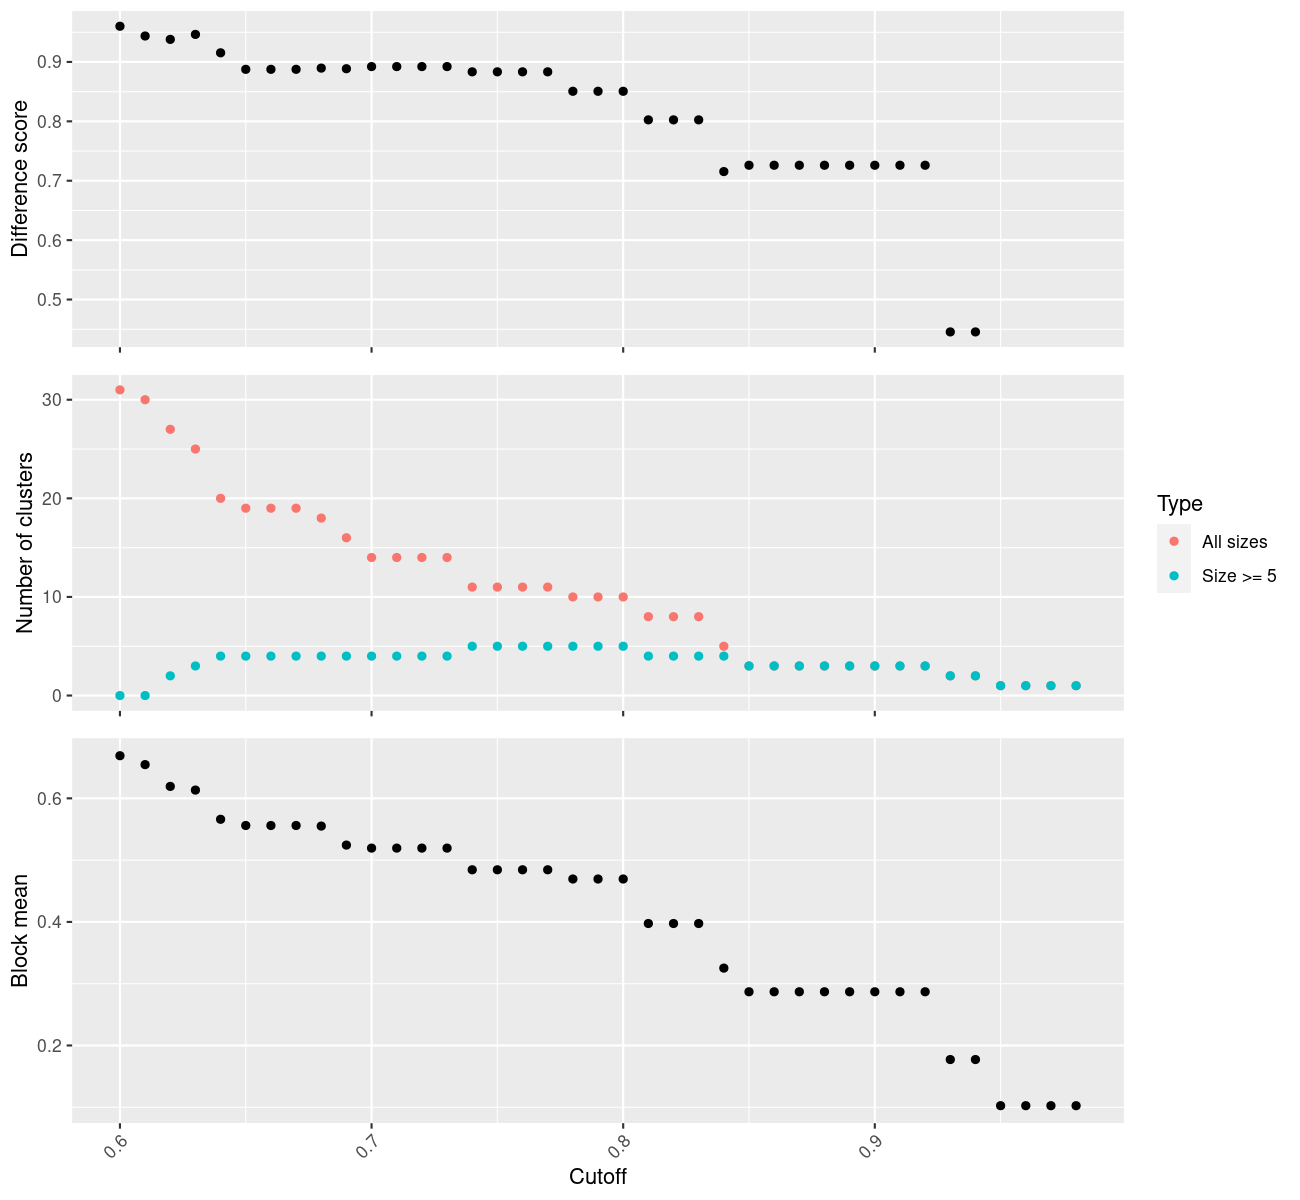 Difference score
0.9
0.8
0.7
0.6
0.5
Number of clusters
30
20
10
0
Type
All sizes
Size >= 5
Block mean
0.6
0.4
0.2
0.6
0.7
0.8
0.9
Cutoff